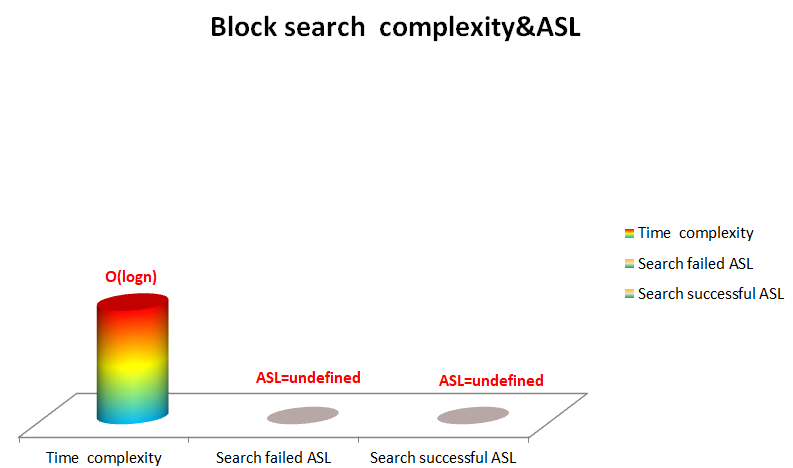 Block search  complexity&ASL
O(logn)
ASL=undefined
ASL=undefined
Time  complexity
Search failed ASL
Search successful ASL
Time  complexity
Search failed ASL
Search successful ASL